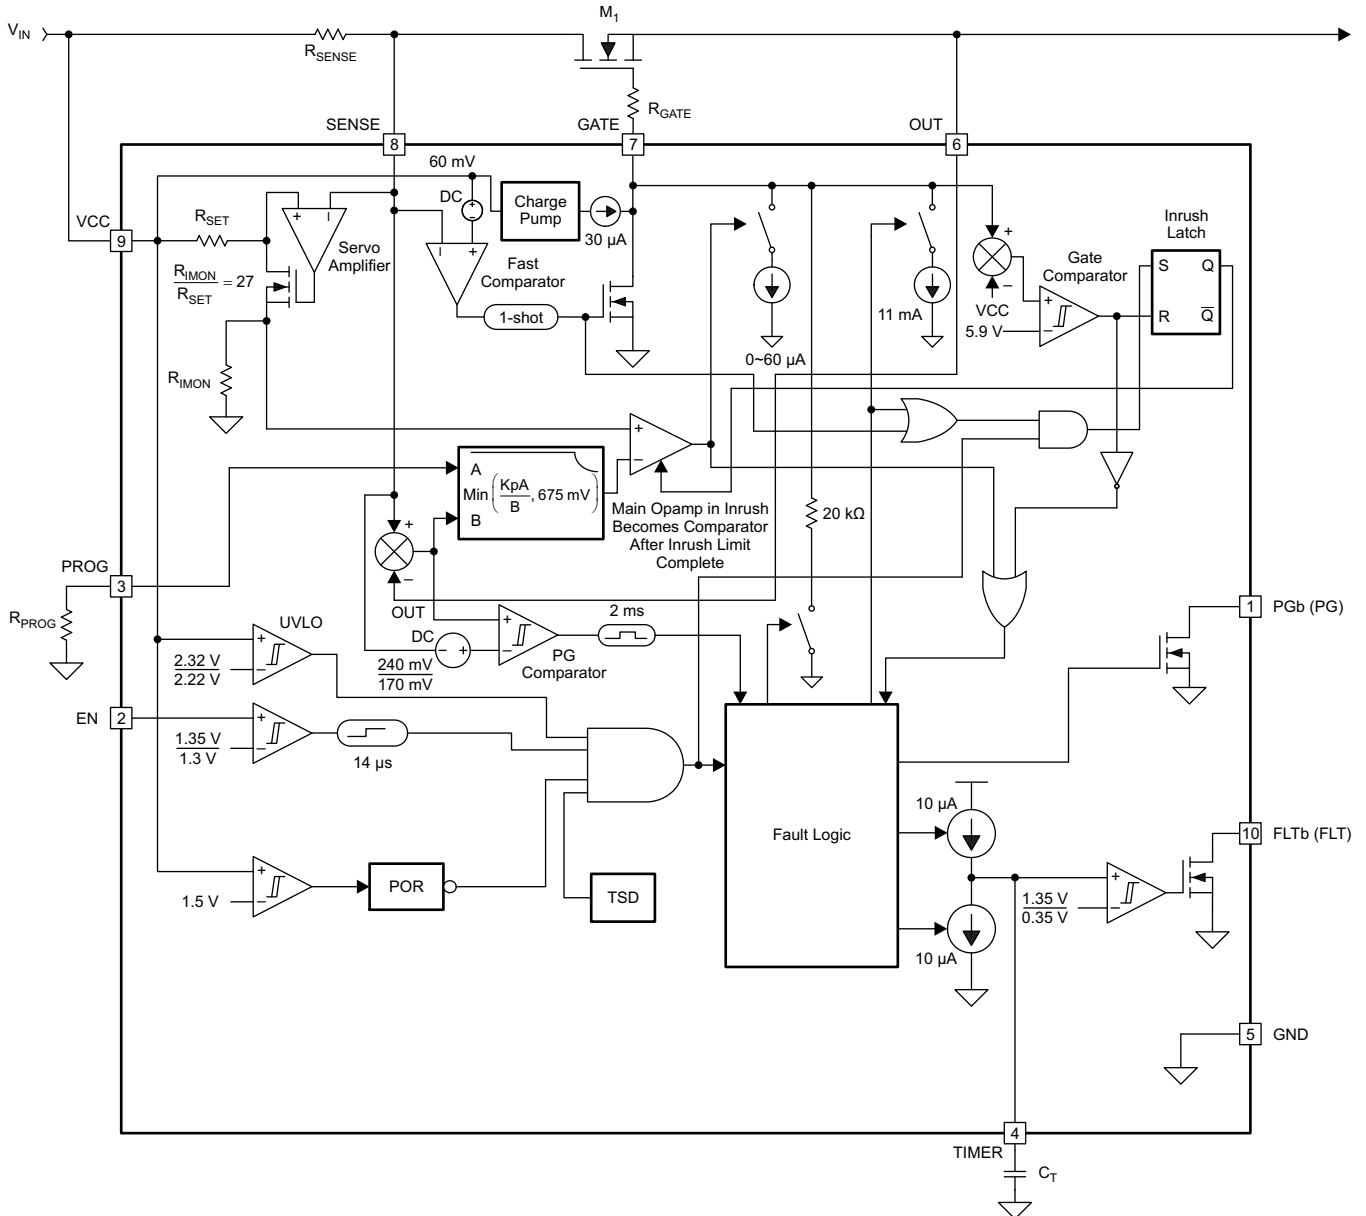 M1
VIN
RSENSE
RGATE
SENSE
GATE
OUT
8
7
6
60 mV
DC
Charge
Pump
30 µA
VCC
9
RSET
Servo
Amplifier
RIMON
RSET
= 27
Fast
Comparator
1-shot
RIMON
0~60 µA
11 mA
VCC
5.9 V
Gate
Comparator
Inrush
Latch
S
Q
R
Q̅
A
Min ( KpA
B
, 675 mV )
B
Main Opamp in Inrush
Becomes Comparator
After Inrush Limit
Complete
20 kΩ
PROG
3
RPROG
OUT
DC
240 mV
170 mV
PG
Comparator
2 ms
UVLO
2.32 V
2.22 V
EN
2
1.35 V
1.3 V
14 µs
1.5 V
POR
TSD
Fault Logic
10 µA
10 µA
1.35 V
0.35 V
1
PGb (PG)
10
FLTb (FLT)
5
GND
4
TIMER
CT